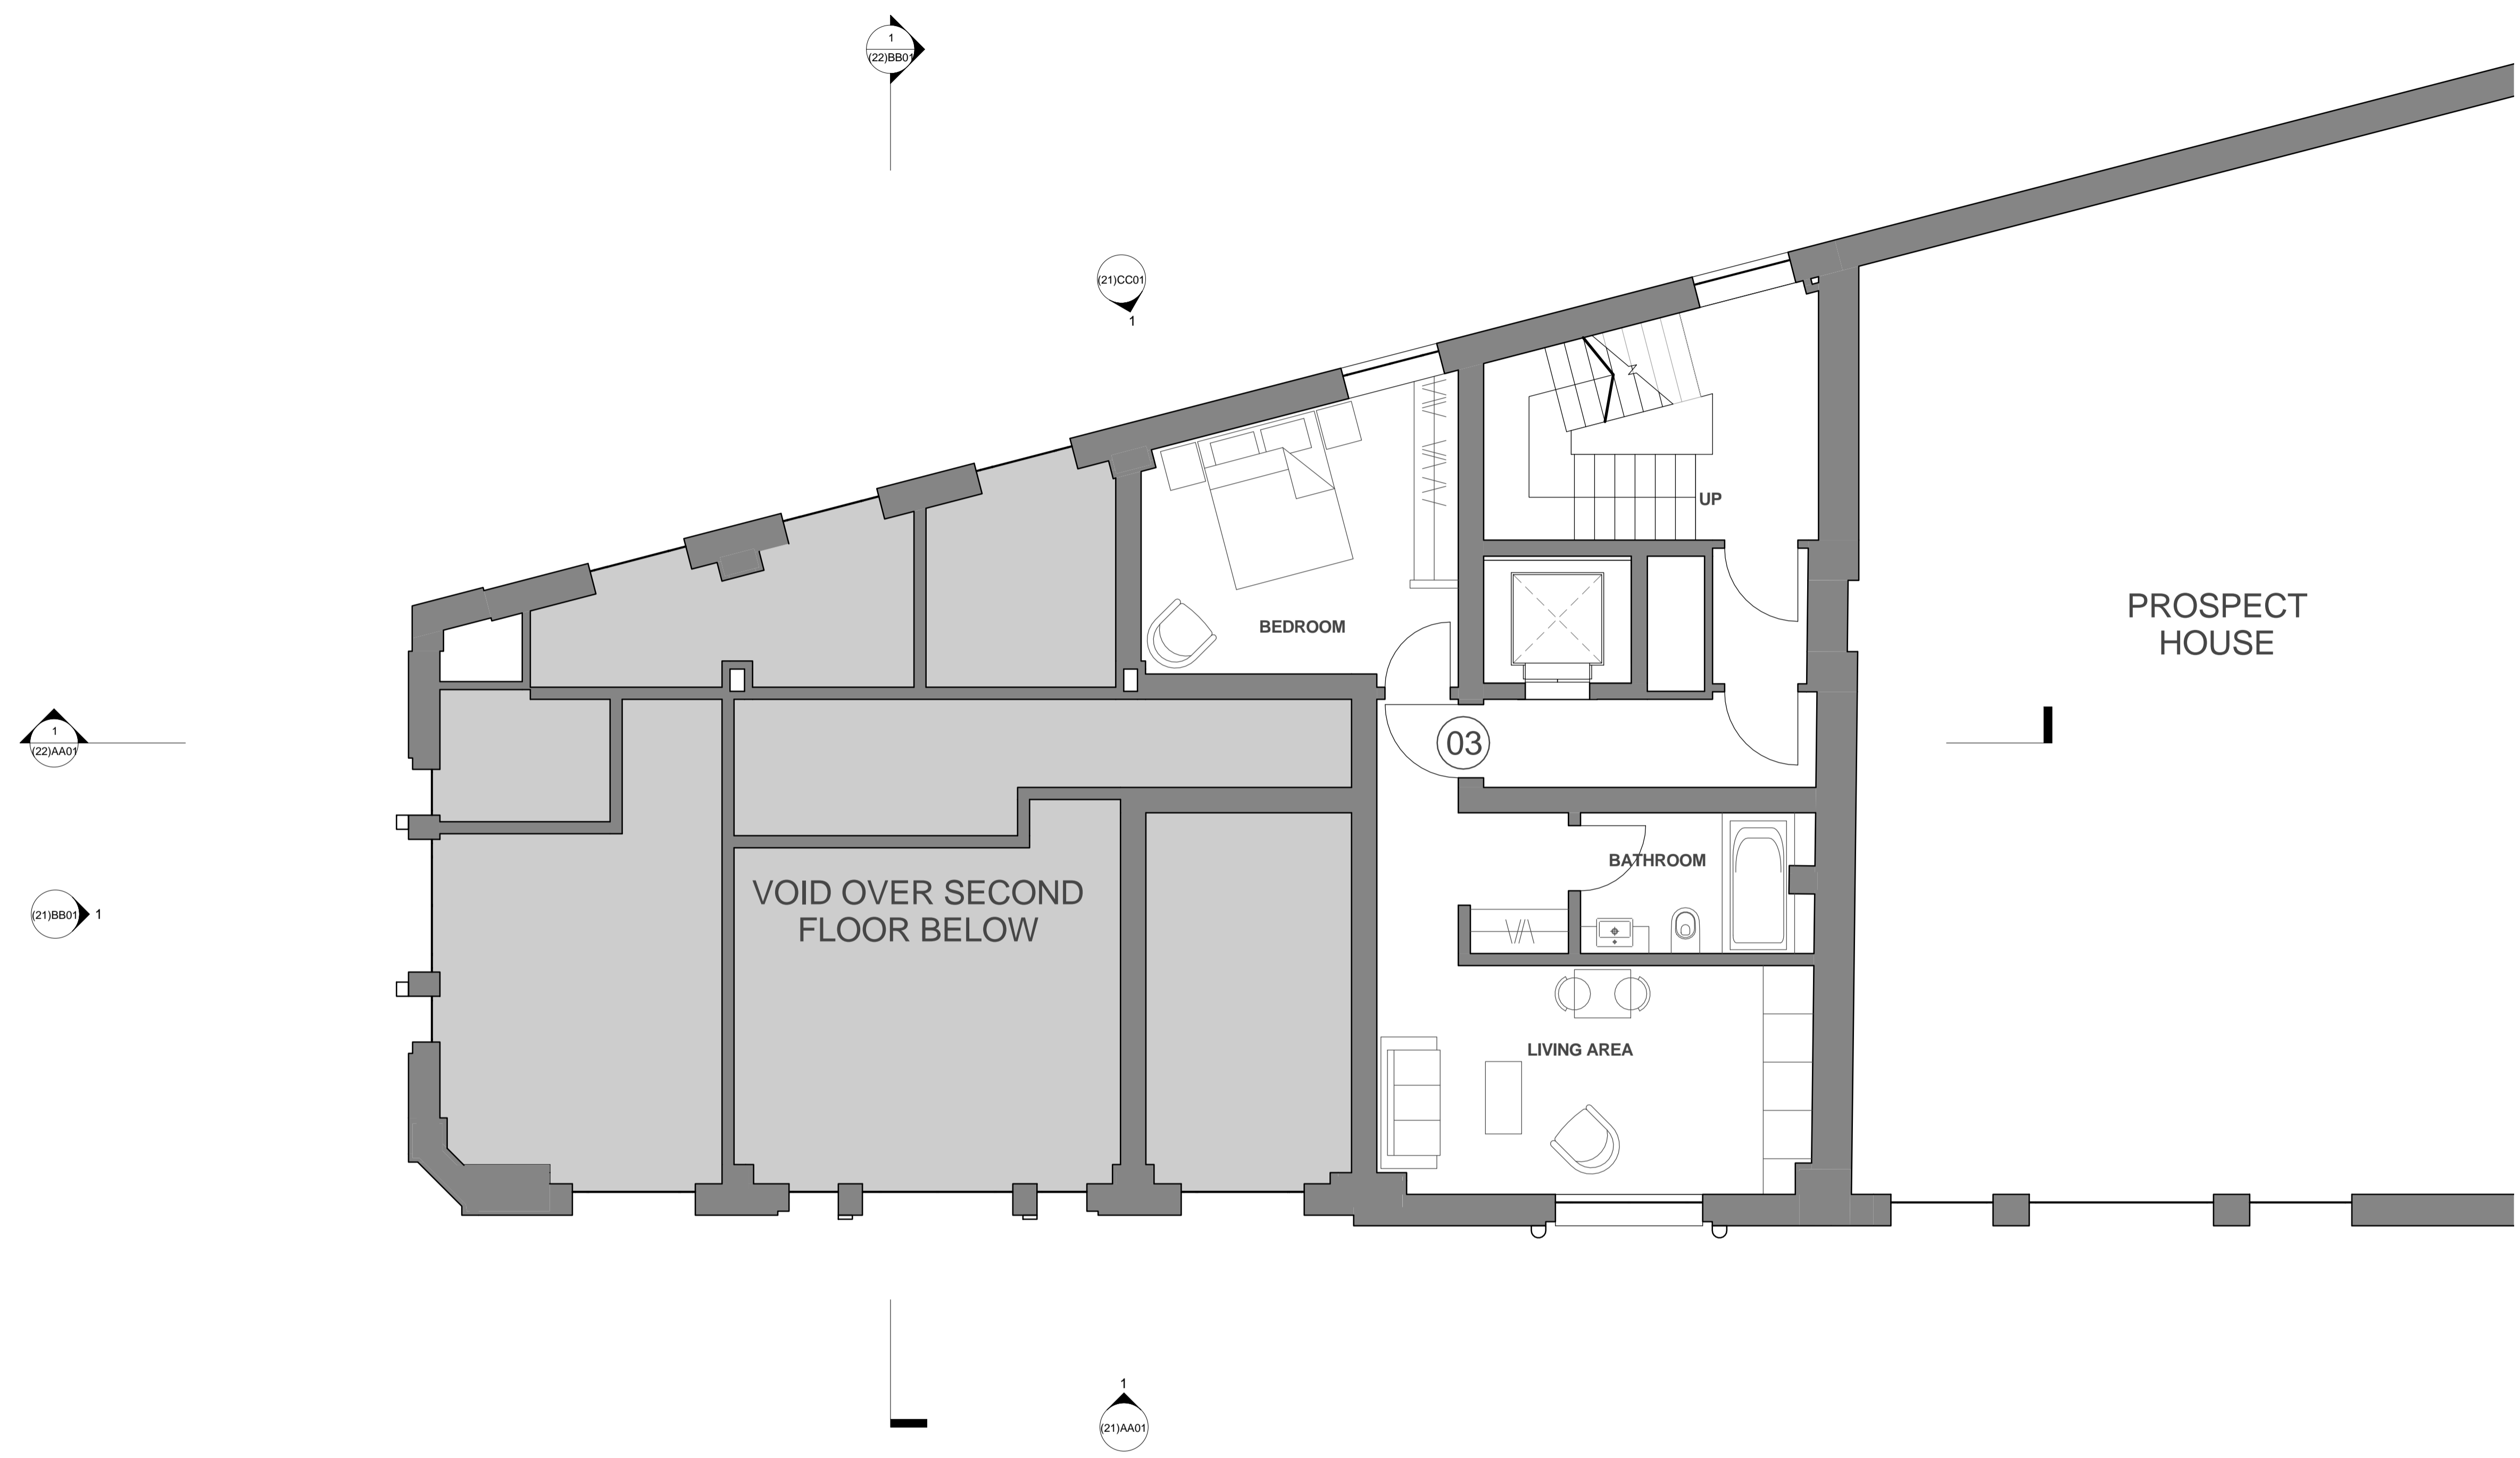 1
(22)BB01
(21)CC01
1
UP
PROSPECT
HOUSE
BEDROOM
1
(22)AA01
03
BATHROOM
VOID OVER SECOND
FLOOR BELOW
(21)BB01
1
LIVING AREA
1
(21)AA01